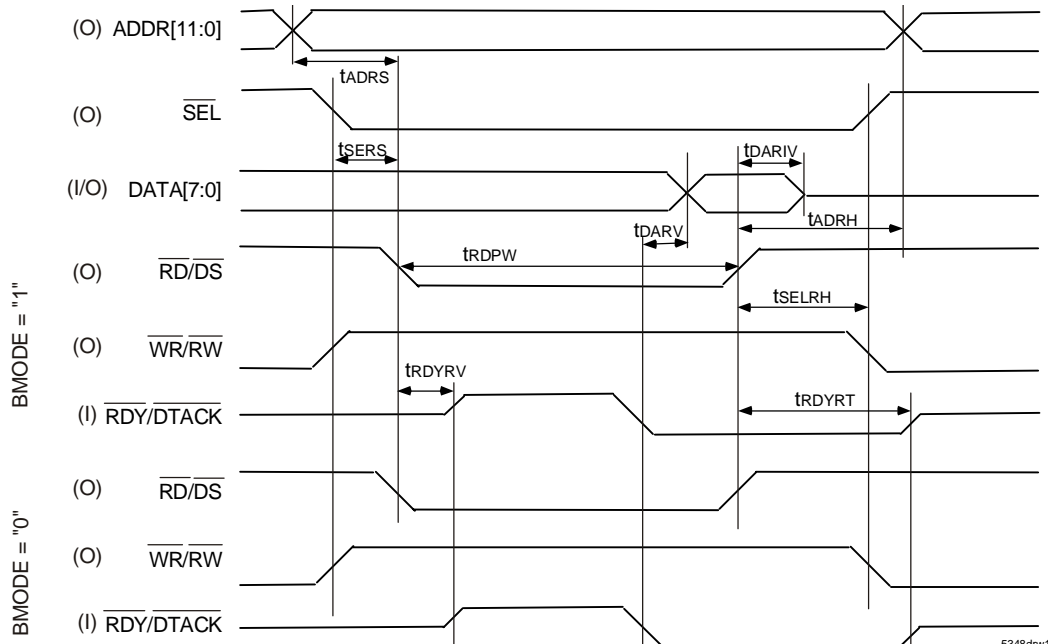 (O) ADDR[11:0]
tADRS
(O) SEL
tSERS
tDARIV
(I/O) DATA[7:0]
tADRH
tDARV
tRDPW
(O) RD/DS
tSELRH
BMODE = "1"
(O) WR/RW
tRDYRV
tRDYRT
(I) RDY/DTACK
(O) RD/DS
BMODE = "0"
(O) WR/RW
(I) RDY/DTACK